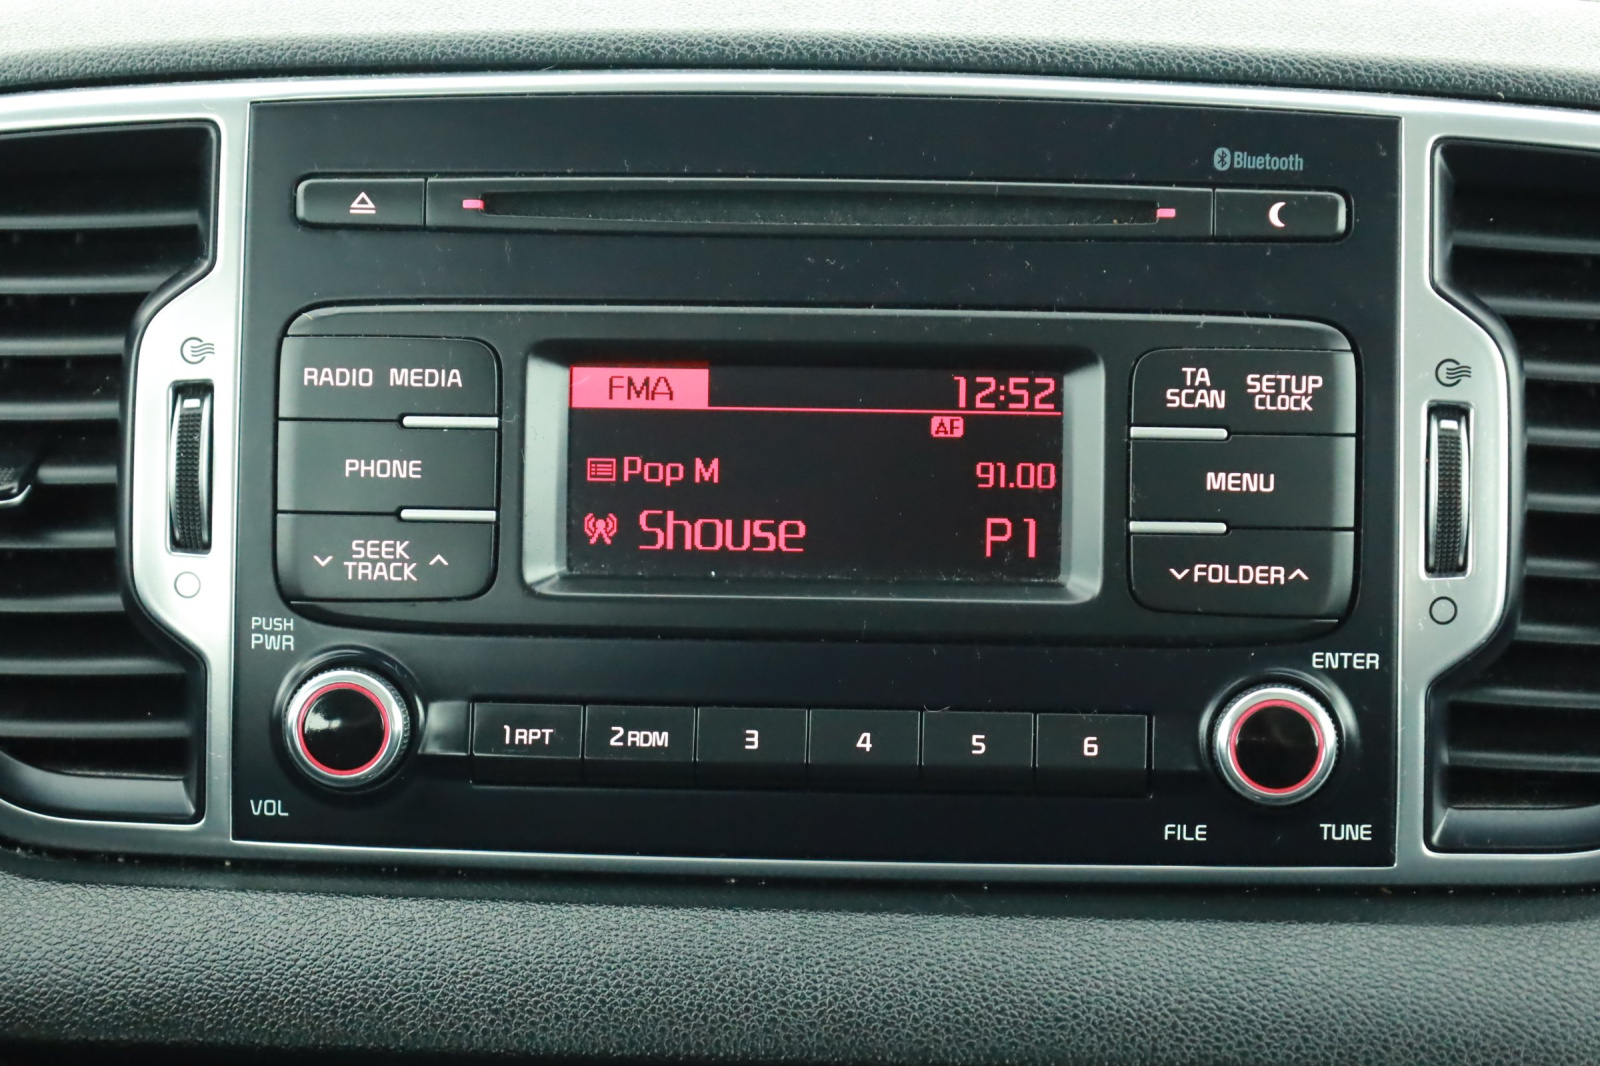 Bluetooth
RADIO MEDIA
PHONE
SEEK
TRACK
FMA 12:52
AF
Pop M 91.00
Shouse P1
TA
SCAN
SETUP
CLOCK
MENU
FOLDER
PUSH
PWR
VOL
1 RPT 2 RDM 3 4 5 6
ENTER
FILE TUNE